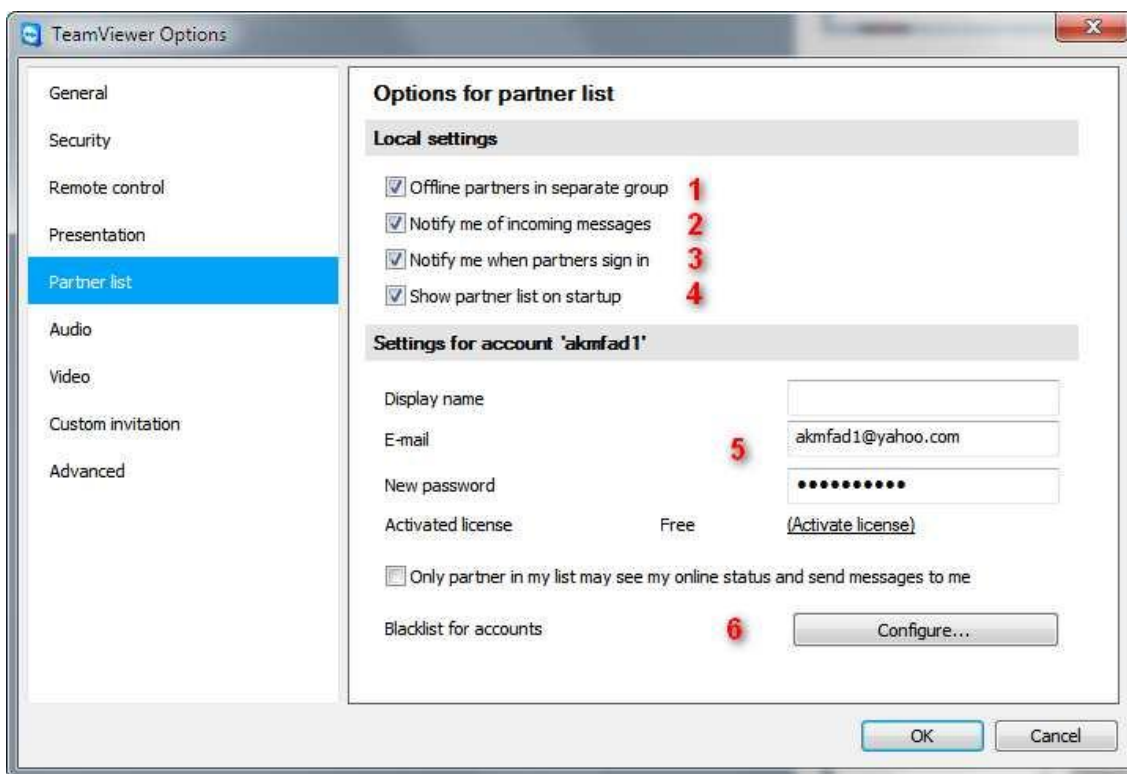 TeamViewer Options
General
Security
Remote control
Presentation
Partner list
Audio
Video
Custom invitation
Advanced
Options for partner list
Local settings
Offline partners in separate group 1
Notify me of incoming messages 2
Notify me when partners sign in 3
Show partner list on startup 4
Settings for account 'akmfad1'
Display name
E-mail 5 akmfad1@yahoo.com
New password ••••••••••
Activated license Free (Activate license)
Only partner in my list may see my online status and send messages to me
Blacklist for accounts 6 Configure...
OK Cancel